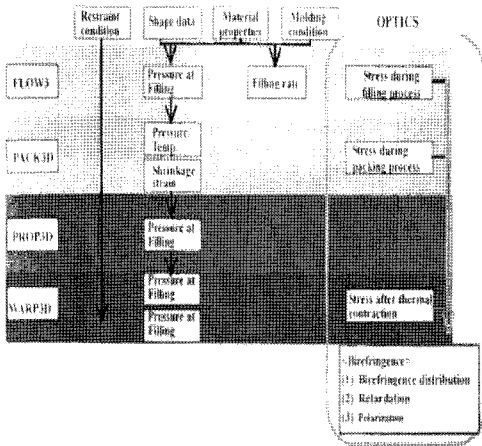 Restraint
condition
Shape data
Material
properties
Molding
condition
OPTICS
FLOW3
Pressure at
Filling
Filling rate
Stress during
filling process
PACK3D
Pressure
Temp.
Shrinkage
strain
Stress during
packing process
PROP3D
Pressure at
Filling
WARP3D
Pressure at
Filling
Pressure at
Filling
Stress after thermal
contraction
<Birefringence>
(1) Birefringence distribution
(2) Retardation
(3) Polarization